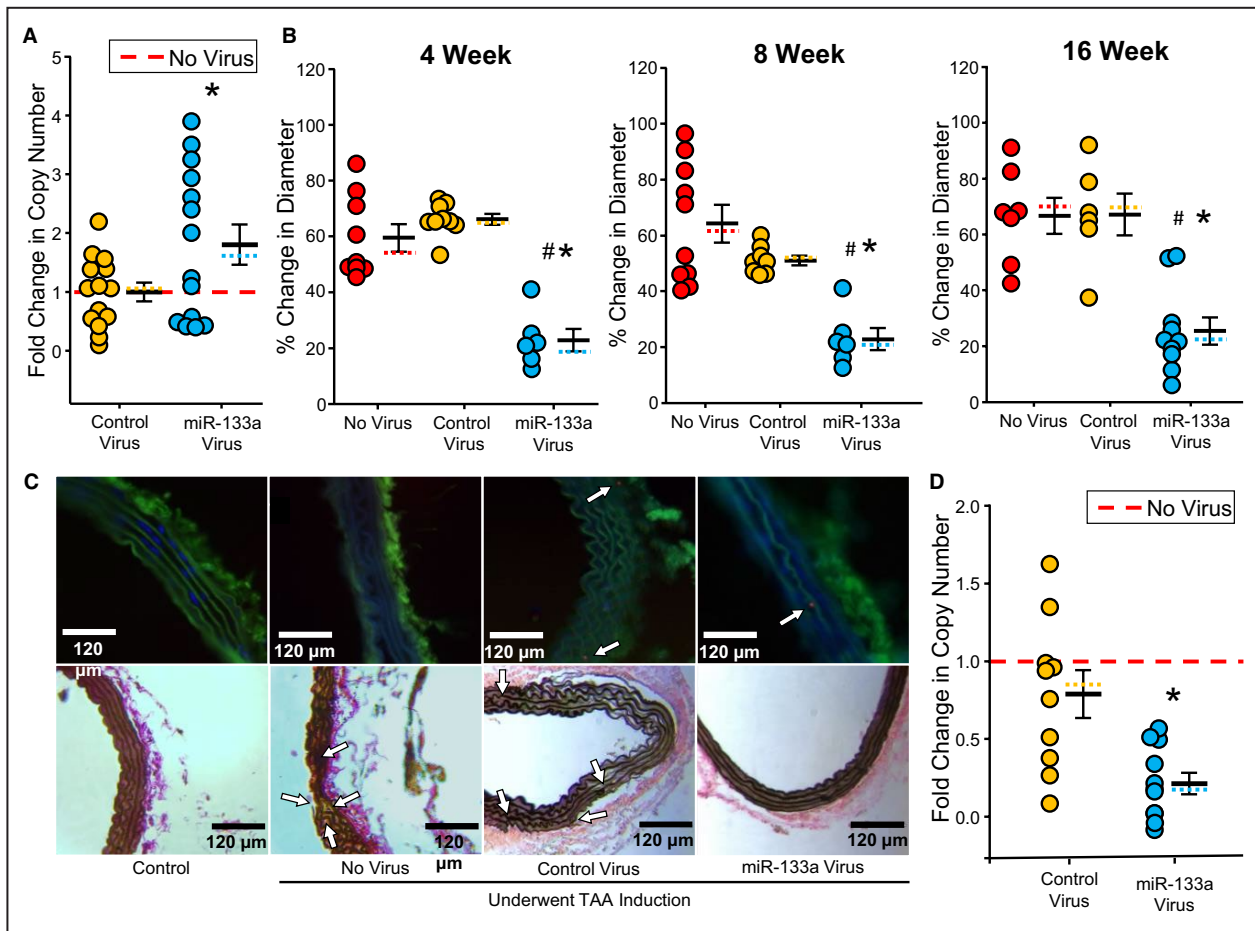 A
No Virus
Fold Change in Copy Number
5
4
3
2
1
0
*
Control
Virus
miR-133a
Virus
B
4 Week
% Change in Diameter
120
100
80
60
40
20
0
# *
No Virus
Control
Virus
miR-133a
Virus
8 Week
% Change in Diameter
120
100
80
60
40
20
0
# *
No Virus
Control
Virus
miR-133a
Virus
16 Week
% Change in Diameter
120
100
80
60
40
20
0
# *
No Virus
Control
Virus
miR-133a
Virus
C
120
µm
120 µm
120 µm
120 µm
120 µm
120
µm
120 µm
120 µm
Control
No Virus
Control Virus
miR-133a Virus
Underwent TAA Induction
D
No Virus
Fold Change in Copy Number
2.0
1.5
1.0
0.5
0.0
*
Control
Virus
miR-133a
Virus